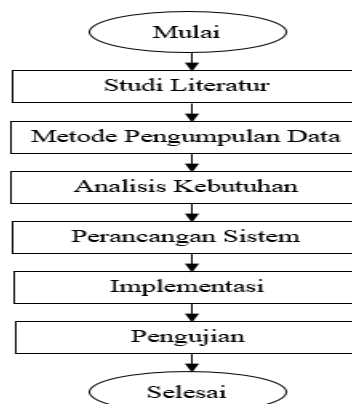 Mulai
Studi Literatur
Metode Pengumpulan Data
Analisis Kebutuhan
Perancangan Sistem
Implementasi
Pengujian
Selesai